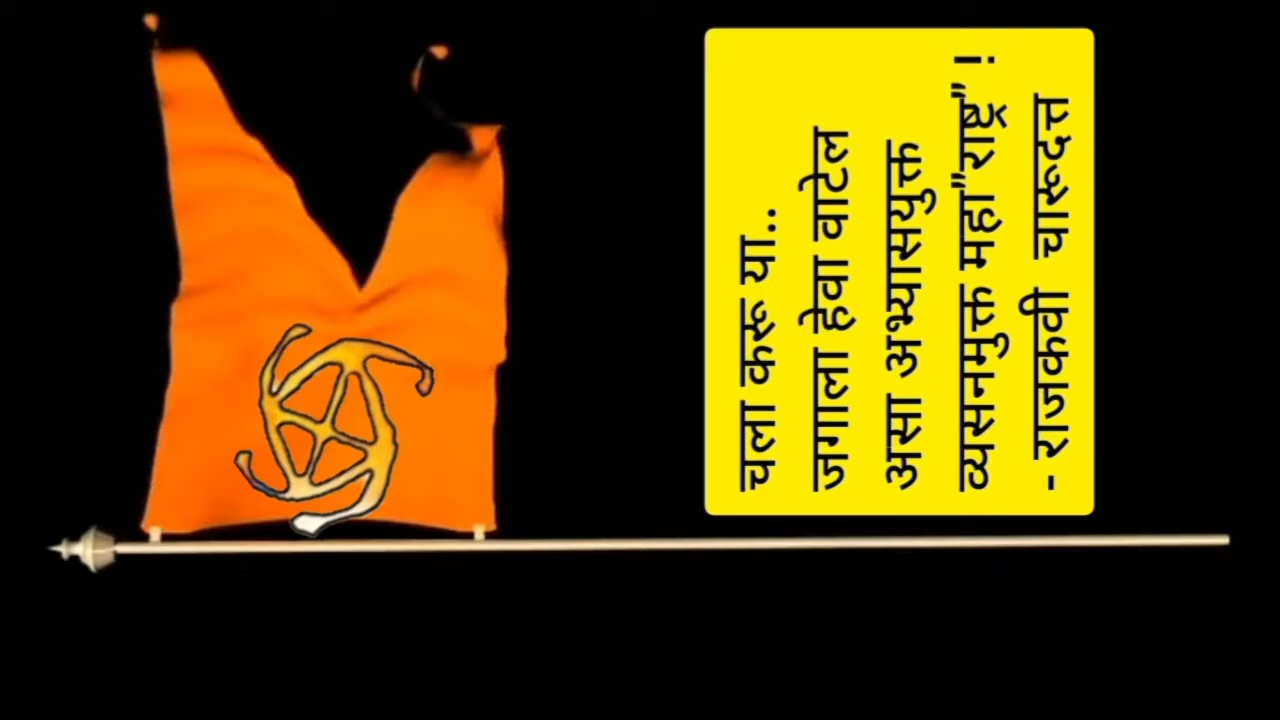 चला करू या..
जगाला हेवा वाटेल
असा अभ्यासयुक्त
व्यसनमुक्त महा"राष्ट्र" !
- राजकवी चारूदत्त